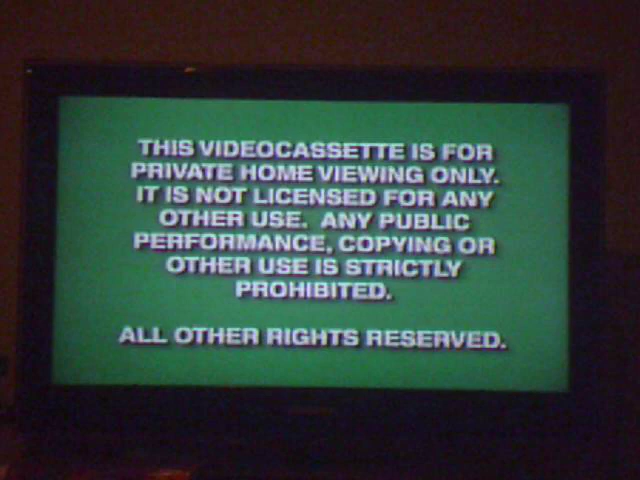 THIS VIDEOCASSETTE IS FOR
PRIVATE HOME VIEWING ONLY.
IT IS NOT LICENSED FOR ANY
OTHER USE. ANY PUBLIC
PERFORMANCE, COPYING OR
OTHER USE IS STRICTLY
PROHIBITED.
ALL OTHER RIGHTS RESERVED.